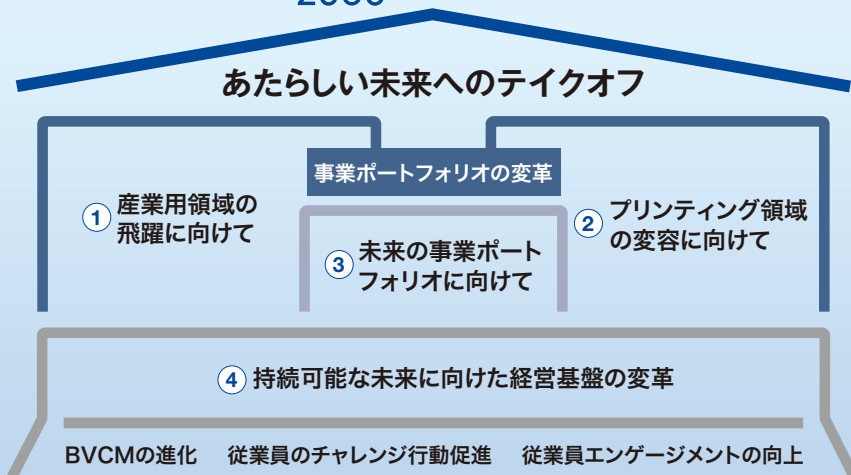 あたらしい未来へのテイクオフ
事業ポートフォリオの変革
① 産業用領域の
飛躍に向けて
② プリンティング領域
の変容に向けて
③ 未来の事業ポート
フォリオに向けて
④ 持続可能な未来に向けた経営基盤の変革
BVCMの進化 従業員のチャレンジ行動促進 従業員エンゲージメントの向上